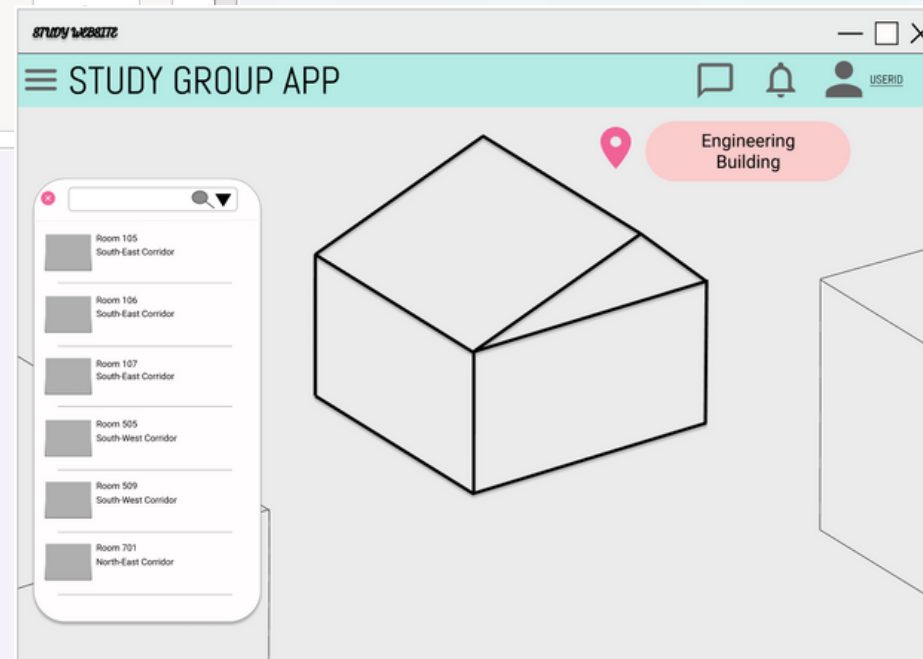 STUDY WEBSITE
STUDY GROUP APP
USERID
Engineering
Building
Room 105
South-East Corridor
Room 106
South-East Corridor
Room 107
South-East Corridor
Room 505
South-West Corridor
Room 509
South-West Corridor
Room 701
North-East Corridor